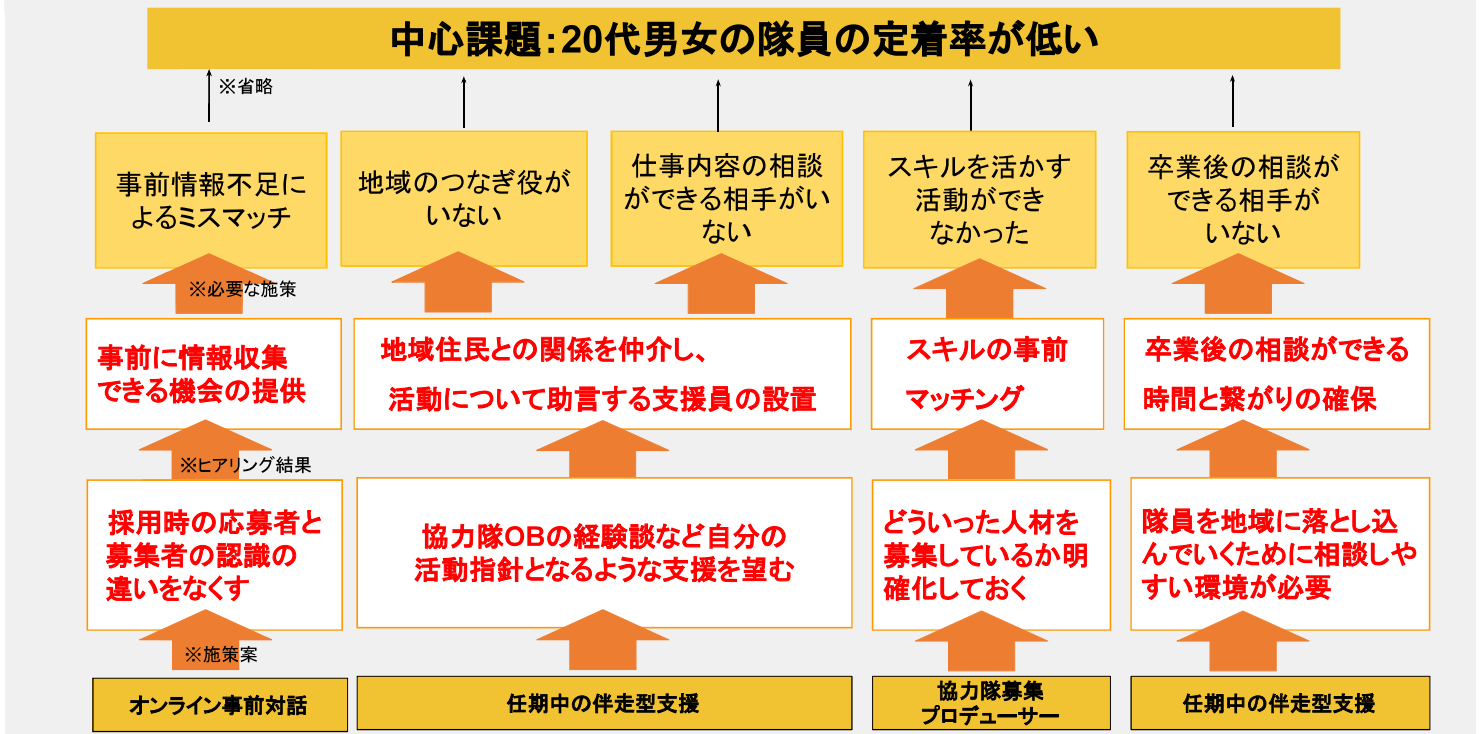 中心課題:20代男女の隊員の定着率が低い
※省略
事前情報不足に
よるミスマッチ
地域のつなぎ役が
いない
仕事内容の相談
ができる相手がい
ない
スキルを活かす
活動ができ
なかった
卒業後の相談が
できる相手が
いない
※必要な施策
事前に情報収集
できる機会の提供
地域住民との関係を仲介し、
活動について助言する支援員の設置
スキルの事前
マッチング
卒業後の相談ができる
時間と繋がりの確保
※ヒアリング結果
採用時の応募者と
募集者の認識の
違いをなくす
協力隊OBの経験談など自分の
活動指針となるような支援を望む
どういった人材を
募集しているか明
確化しておく
隊員を地域に落とし込
んでいくために相談しや
すい環境が必要
※施策案
オンライン事前対話
任期中の伴走型支援
協力隊募集
プロデューサー
任期中の伴走型支援